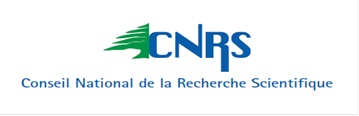 CNRS
Conseil National de la Recherche Scientifique